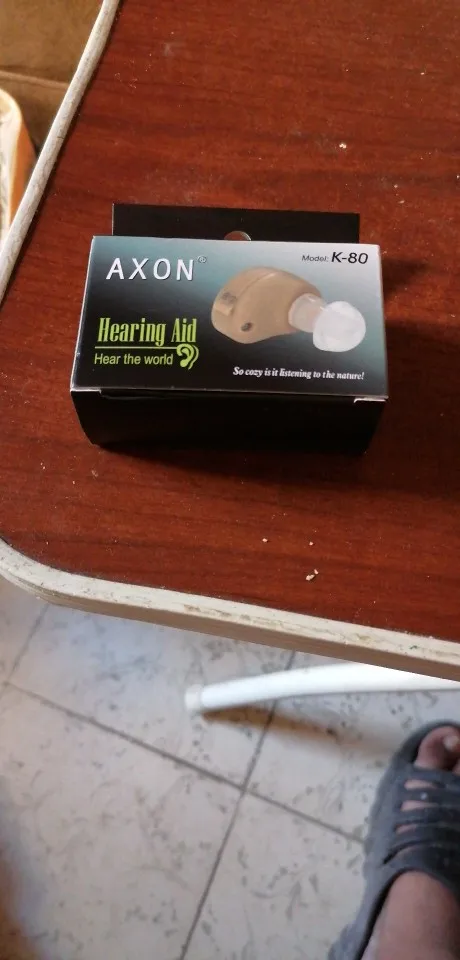 AXON®
Model: K-80
Hearing Aid
Hear the world
So cozy is it listening to the nature!